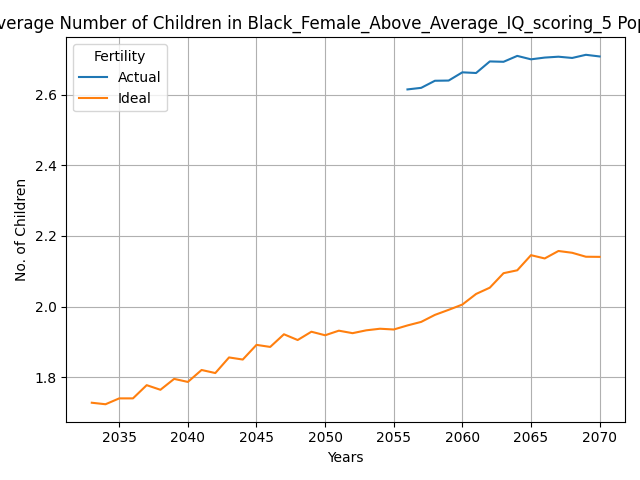 verage Number of Children in Black_Female_Above_Average_IQ_scoring_5 Pop
Fertility
Actual
Ideal
No. of Children
2.6
2.4
2.2
2.0
1.8
2035 2040 2045 2050 2055 2060 2065 2070
Years